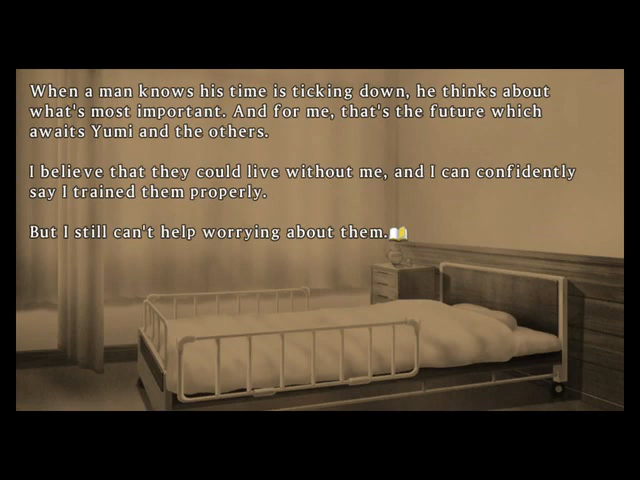 When a man knows his time is ticking down, he thinks about
what's most important. And for me, that's the future which
awaits Yumi and the others.
I believe that they could live without me, and I can confidently
say I trained them properly.
But I still can't help worrying about them.